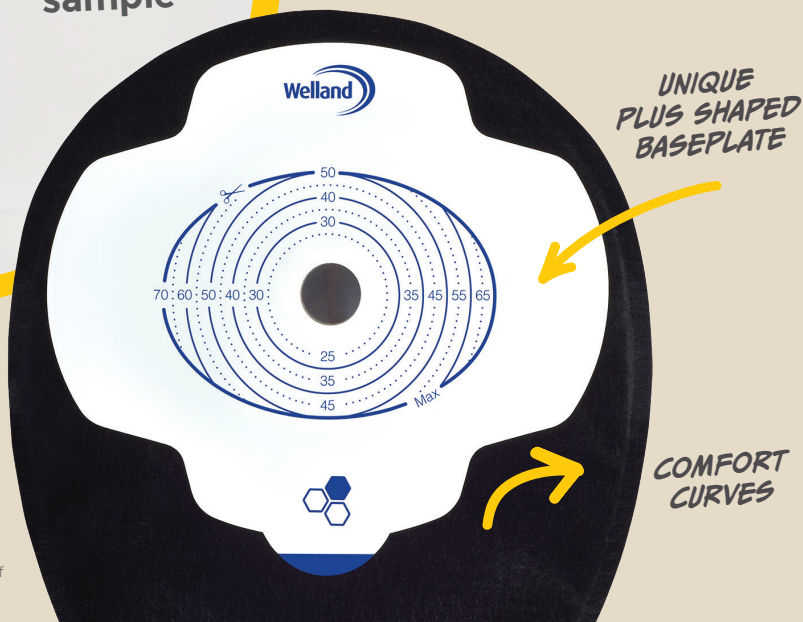 sample
Welland
UNIQUE
PLUS SHAPED
BASEPLATE
50
40
30
70 60 50 40 30 35 45 55 65
25
35
45
Max
COMFORT
CURVES
f